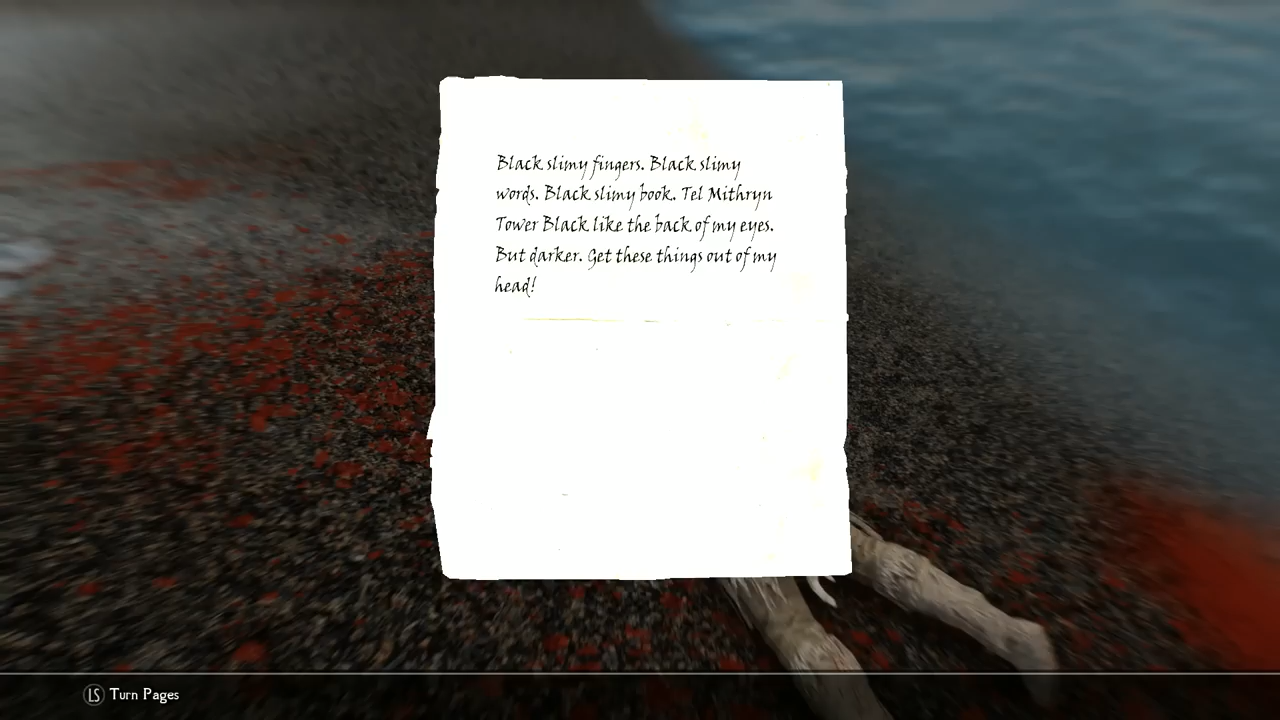 Black slimy fingers. Black slimy
words. Black slimy book. Tel Mithryn
Tower Black like the back of my eyes.
But darker. Get these things out of my
head!
LS Turn Pages